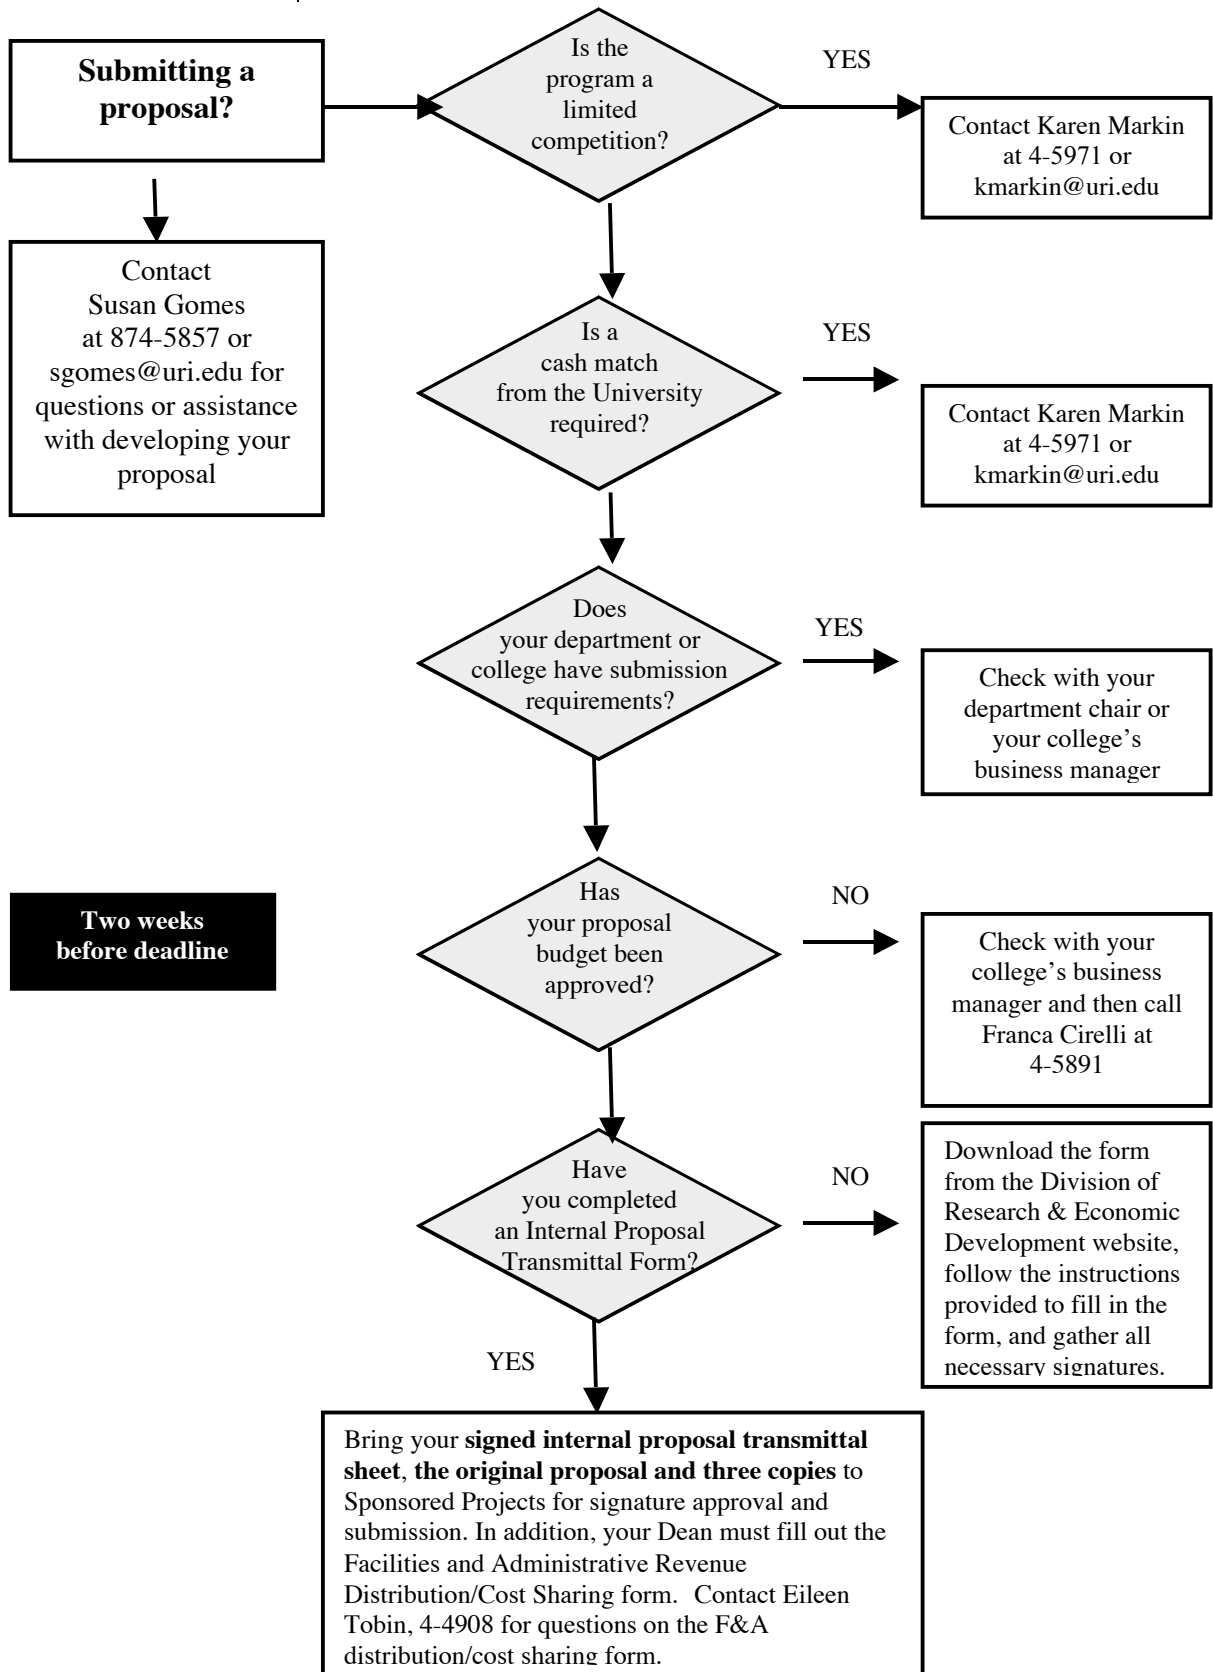 Submitting a
proposal?
Is the
program a
limited
competition?
YES
Contact Karen Markin
at 4-5971 or
kmarkin@uri.edu
Contact
Susan Gomes
at 874-5857 or
sgomes@uri.edu for
questions or assistance
with developing your
proposal
Is a
cash match
from the University
required?
YES
Contact Karen Markin
at 4-5971 or
kmarkin@uri.edu
Does
your department or
college have submission
requirements?
YES
Check with your
department chair or
your college’s
business manager
Two weeks
before deadline
Has
your proposal
budget been
approved?
NO
Check with your
college’s business
manager and then call
Franca Cirelli at
4-5891
Have
you completed
an Internal Proposal
Transmittal Form?
NO
Download the form
from the Division of
Research & Economic
Development website,
follow the instructions
provided to fill in the
form, and gather all
necessary signatures.
YES
Bring your signed internal proposal transmittal
sheet, the original proposal and three copies to
Sponsored Projects for signature approval and
submission. In addition, your Dean must fill out the
Facilities and Administrative Revenue
Distribution/Cost Sharing form. Contact Eileen
Tobin, 4-4908 for questions on the F&A
distribution/cost sharing form.